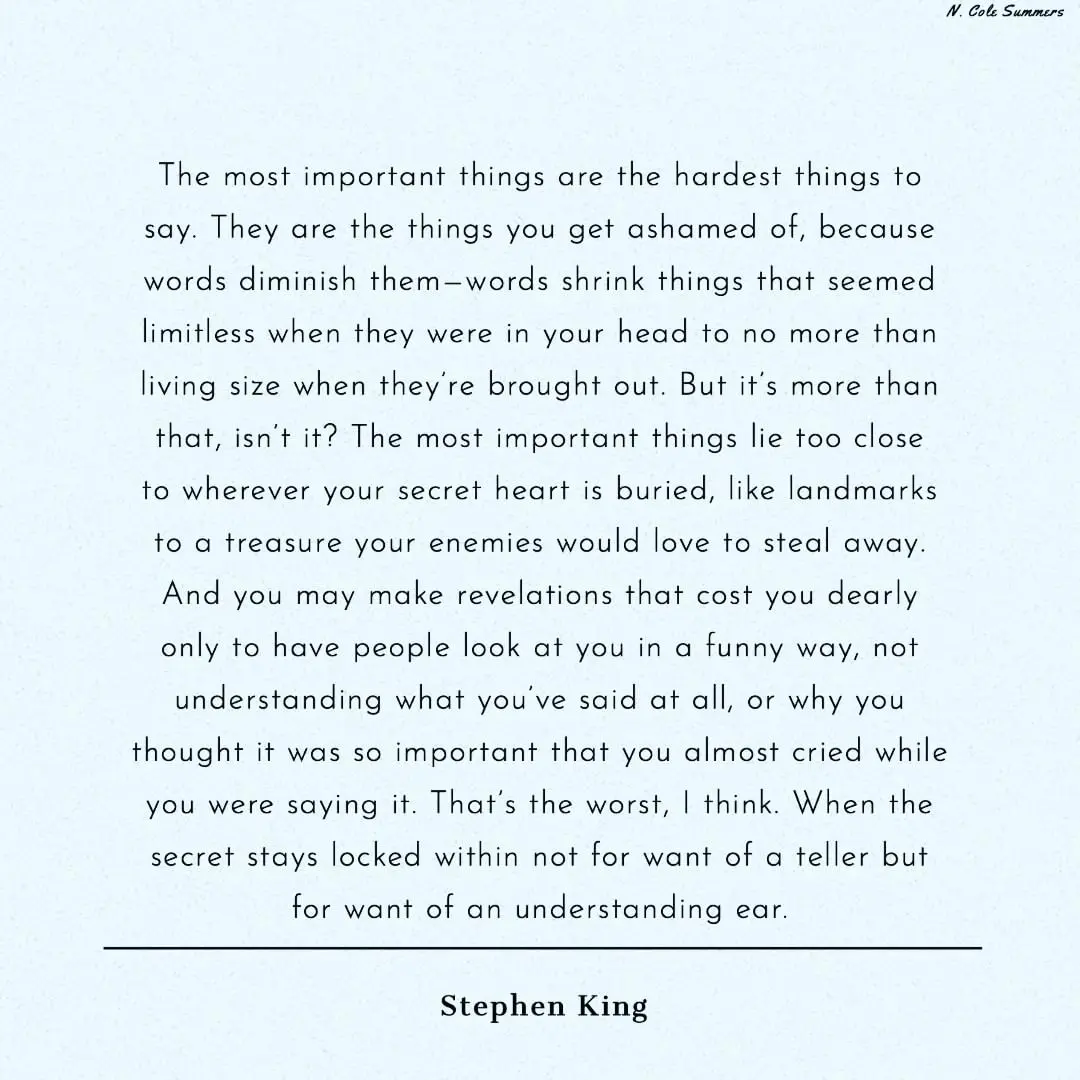 N. Cole Summers
The most important things are the hardest things to
say. They are the things you get ashamed of, because
words diminish them—words shrink things that seemed
limitless when they were in your head to no more than
living size when they're brought out. But it's more than
that, isn't it? The most important things lie too close
to wherever your secret heart is buried, like landmarks
to a treasure your enemies would love to steal away.
And you may make revelations that cost you dearly
only to have people look at you in a funny way, not
understanding what you've said at all, or why you
thought it was so important that you almost cried while
you were saying it. That's the worst, I think. When the
secret stays locked within not for want of a teller but
for want of an understanding ear.
Stephen King